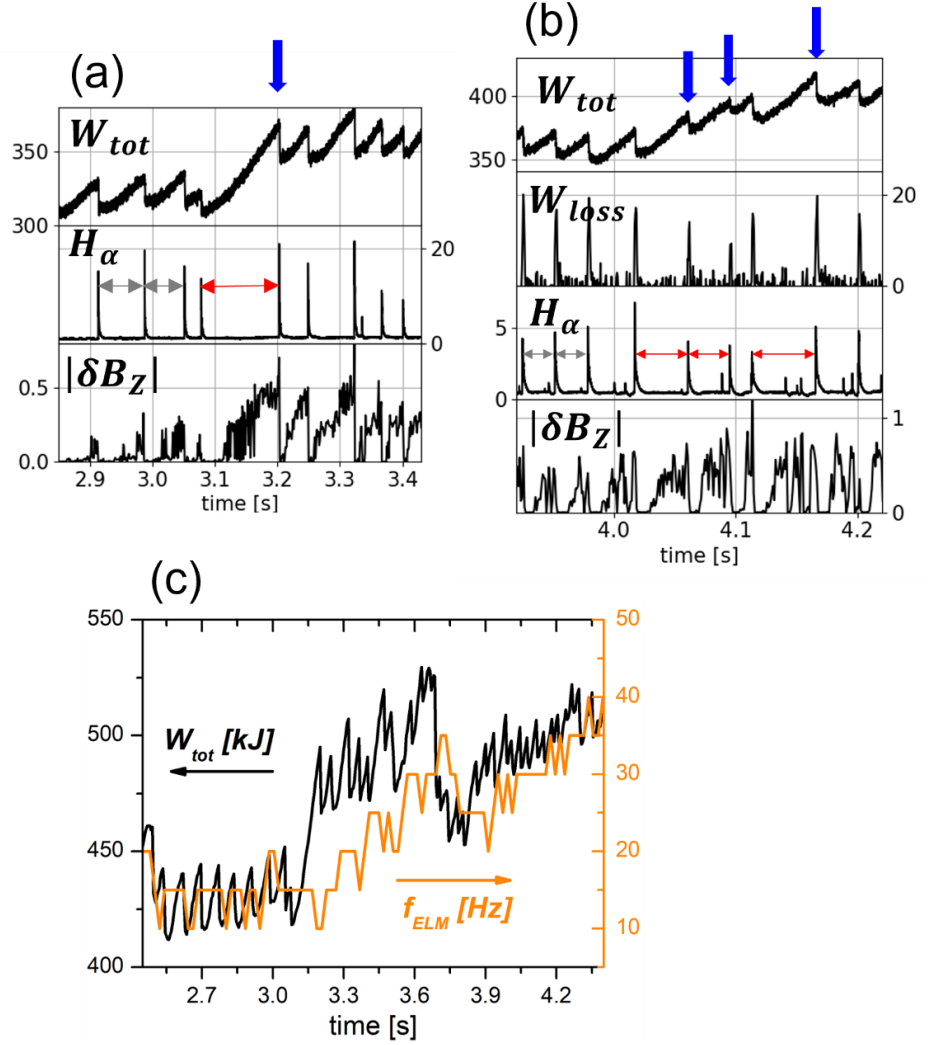 (a)
W_tot
350
300
H_α
20
0
|δB_Z|
0.5
0.0
2.9 3.0 3.1 3.2 3.3 3.4
time [s]
(b)
W_tot
400
350
W_loss
20
0
H_α
5
0
|δB_Z|
1
0
4.0 4.1 4.2
time [s]
(c)
550
500
450
400
W_tot [kJ]
f_ELM [Hz]
50
40
30
20
10
2.7 3.0 3.3 3.6 3.9 4.2
time [s]